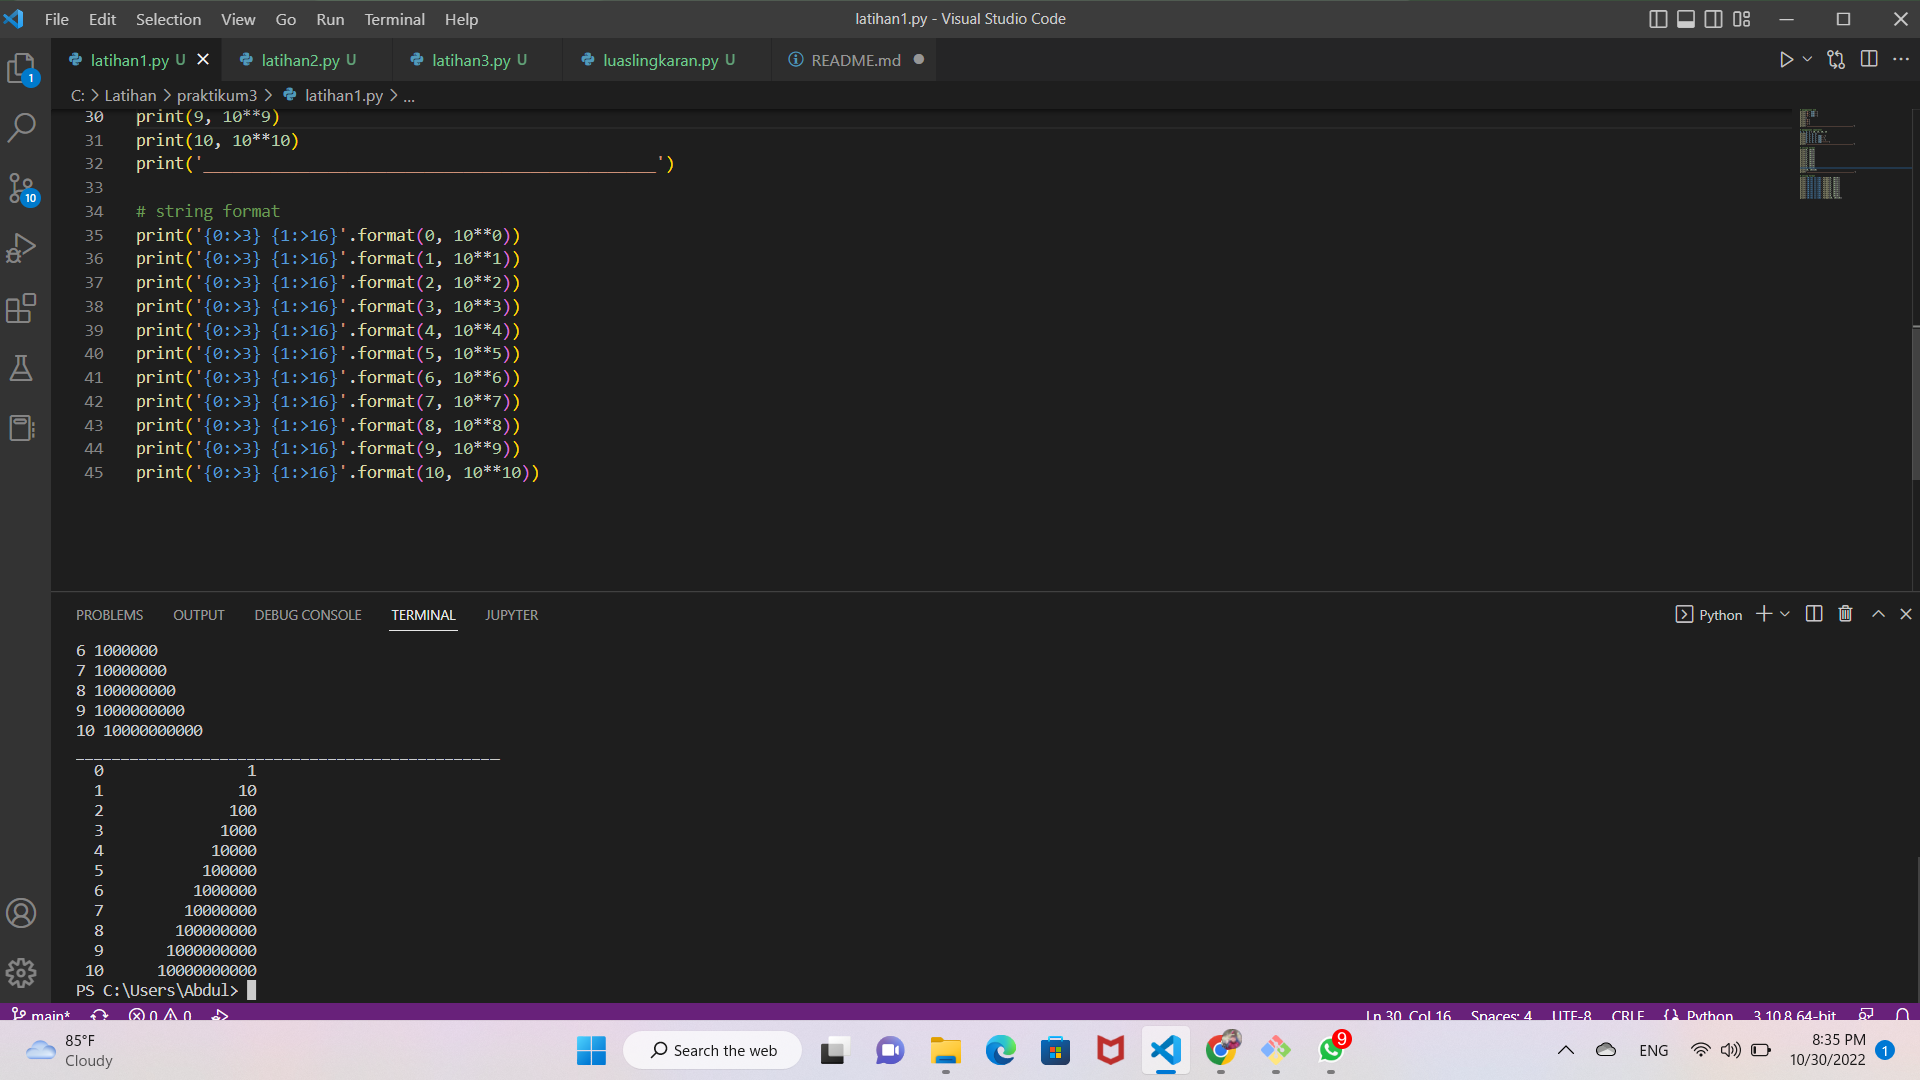 File Edit Selection View Go Run Terminal Help
latihan1.py - Visual Studio Code
latihan1.py U latihan2.py U latihan3.py U luaslingkaran.py U README.md
1
C: > Latihan > praktikum3 > latihan1.py > ...
30 print(9, 10**9)
31 print(10, 10**10)
32 print('_______________________________________________')
33
34 # string format
35 print('{0:>3} {1:>16}'.format(0, 10**0))
36 print('{0:>3} {1:>16}'.format(1, 10**1))
37 print('{0:>3} {1:>16}'.format(2, 10**2))
38 print('{0:>3} {1:>16}'.format(3, 10**3))
39 print('{0:>3} {1:>16}'.format(4, 10**4))
40 print('{0:>3} {1:>16}'.format(5, 10**5))
41 print('{0:>3} {1:>16}'.format(6, 10**6))
42 print('{0:>3} {1:>16}'.format(7, 10**7))
43 print('{0:>3} {1:>16}'.format(8, 10**8))
44 print('{0:>3} {1:>16}'.format(9, 10**9))
45 print('{0:>3} {1:>16}'.format(10, 10**10))
10
PROBLEMS OUTPUT DEBUG CONSOLE TERMINAL JUPYTER
Python
6 1000000
7 10000000
8 100000000
9 1000000000
10 10000000000
_______________________________________________
  0                1
  1               10
  2              100
  3             1000
  4            10000
  5           100000
  6          1000000
  7         10000000
  8        100000000
  9       1000000000
 10      10000000000
PS C:\Users\Abdul>
main* 0 0
Ln 30, Col 16 Spaces: 4 UTF-8 CRLF Python 3.10.8 64-bit
85°F
Cloudy
Search the web
9
ENG
8:35 PM
10/30/2022
1